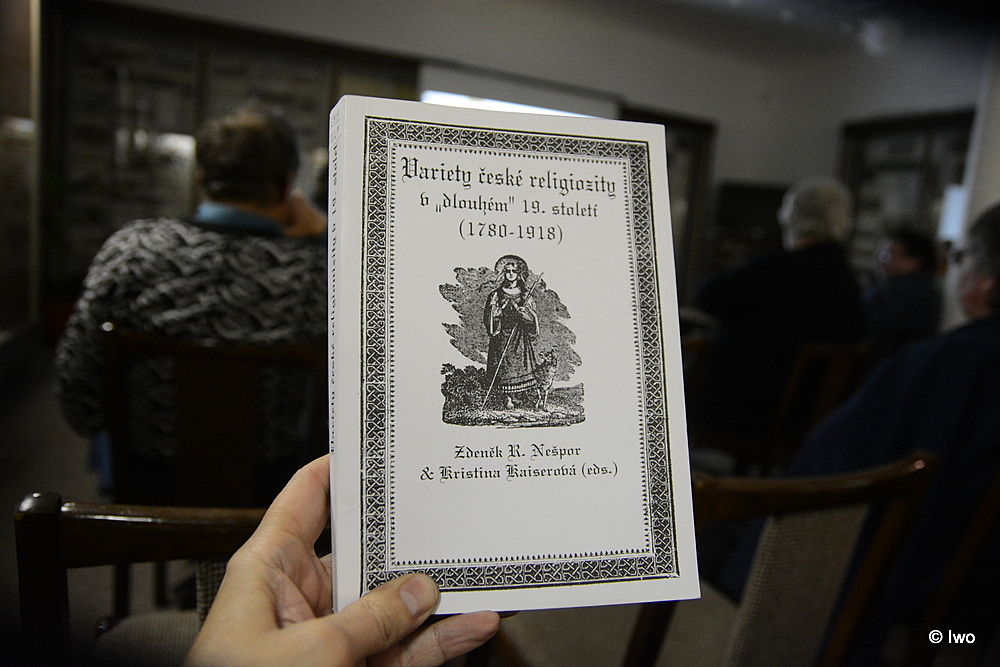 Variety české religiozity
v „dlouhém" 19. století
(1780-1918)
Zdeněk R. Nešpor
& Kristina Kaiserová (eds.)
© Iwo